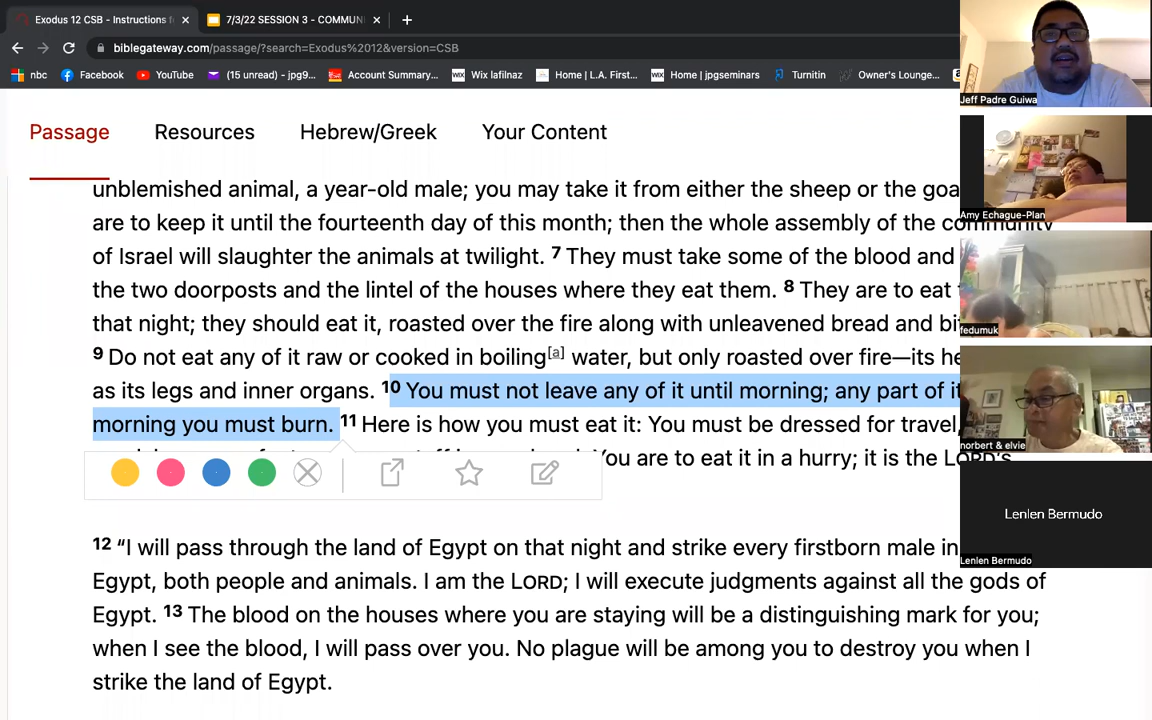 Exodus 12 CSB - Instructions f
7/3/22 SESSION 3 - COMMUN
biblegateway.com/passage/?search=Exodus%2012&version=CSB
nbc Facebook YouTube (15 unread) - jpg9... Account Summary... Wix lafilnaz Home | L.A. First... Home | jpgseminars Turnitin Owner's Lounge...
Passage Resources Hebrew/Greek Your Content
unblemished animal, a year-old male; you may take it from either the sheep or the goa
are to keep it until the fourteenth day of this month; then the whole assembly of the community
of Israel will slaughter the animals at twilight. 7 They must take some of the blood and
the two doorposts and the lintel of the houses where they eat them. 8 They are to eat
that night; they should eat it, roasted over the fire along with unleavened bread and bi
9 Do not eat any of it raw or cooked in boiling[a] water, but only roasted over fire—its he
as its legs and inner organs. 10 You must not leave any of it until morning; any part of it
morning you must burn. 11 Here is how you must eat it: You must be dressed for travel,
You are to eat it in a hurry; it is the LORD's
12 “I will pass through the land of Egypt on that night and strike every firstborn male in
Egypt, both people and animals. I am the LORD; I will execute judgments against all the gods of
Egypt. 13 The blood on the houses where you are staying will be a distinguishing mark for you;
when I see the blood, I will pass over you. No plague will be among you to destroy you when I
strike the land of Egypt.
Jeff Padre Guiwa
Amy Echague-Plan
fedumuk
norbert & elvie
Lenlen Bermudo
Lenlen Bermudo